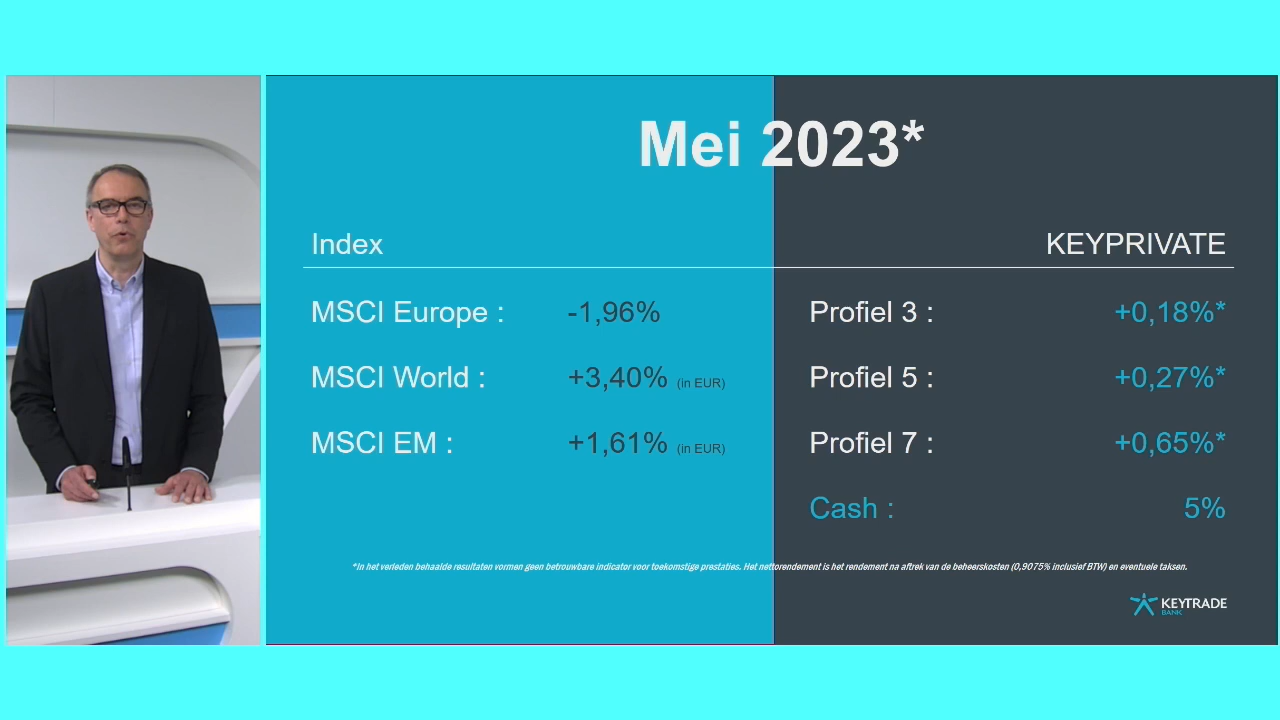 Mei 2023*
Index
KEYPRIVATE
MSCI Europe : -1,96%
Profiel 3 : +0,18%*
MSCI World : +3,40% (in EUR)
Profiel 5 : +0,27%*
MSCI EM : +1,61% (in EUR)
Profiel 7 : +0,65%*
Cash : 5%
*In het verleden behaalde resultaten vormen geen betrouwbare indicator voor toekomstige prestaties. Het nettorendement is het rendement na aftrek van de beheerskosten (0,9075% inclusief BTW) en eventuele taksen.
KEYTRADE
BANK